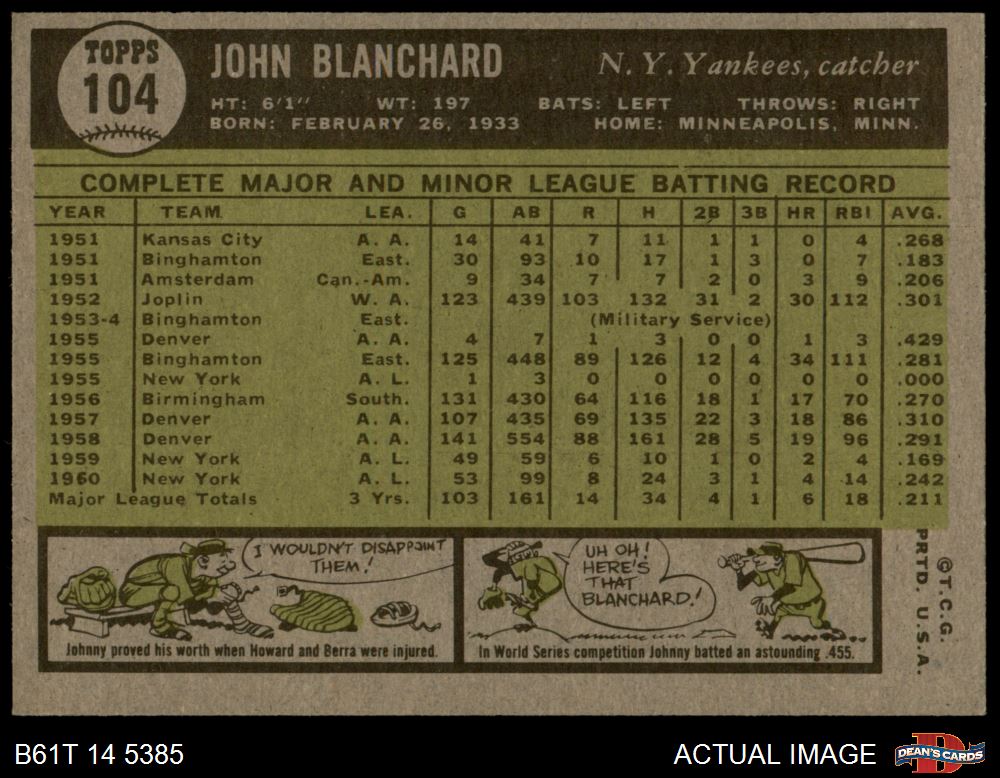 TOPPS
104
JOHN BLANCHARD
N. Y. Yankees, catcher
HT: 6'1" WT: 197 BATS: LEFT THROWS: RIGHT
BORN: FEBRUARY 26, 1933 HOME: MINNEAPOLIS, MINN.
COMPLETE MAJOR AND MINOR LEAGUE BATTING RECORD
YEAR TEAM LEA. G AB R H 2B 3B HR RBI AVG.
1951 Kansas City A. A. 14 41 7 11 1 1 0 4 .268
1951 Binghamton East. 30 93 10 17 1 3 0 7 .183
1951 Amsterdam Can.-Am. 9 34 7 7 2 0 3 9 .206
1952 Joplin W. A. 123 439 103 132 31 2 30 112 .301
1953-4 Binghamton East. (Military Service)
1955 Denver A. A. 4 7 1 3 0 0 1 3 .429
1955 Binghamton East. 125 448 89 126 12 4 34 111 .281
1955 New York A. L. 1 3 0 0 0 0 0 0 .000
1956 Birmingham South. 131 430 64 116 18 1 17 70 .270
1957 Denver A. A. 107 435 69 135 22 3 18 86 .310
1958 Denver A. A. 141 554 88 161 28 5 19 96 .291
1959 New York A. L. 49 59 6 10 1 0 2 4 .169
1960 New York A. L. 53 99 8 24 3 1 4 14 .242
Major League Totals 3 Yrs. 103 161 14 34 4 1 6 18 .211
I WOULDN'T DISAPPOINT
THEM!
Johnny proved his worth when Howard and Berra were injured.
UH OH!
HERE'S
THAT
BLANCHARD!
In World Series competition Johnny batted an astounding .455.
©T.C.G.
PRTD. U.S.A.
B61T 14 5385
ACTUAL IMAGE
DEAN'S CARDS